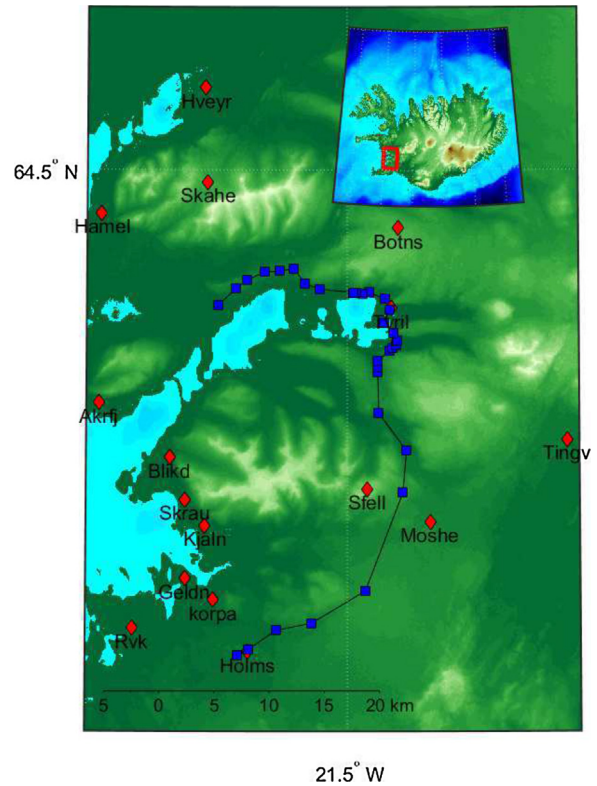 Hveyr
64.5° N
Skahe
Hamel
Botns
Tyril
Akrfj
Tingv
Blikd
Sfell
Skrau
Kjaln
Moshe
Geldn
korpa
Rvk
Holms
5 0 5 10 15 20 km
21.5° W